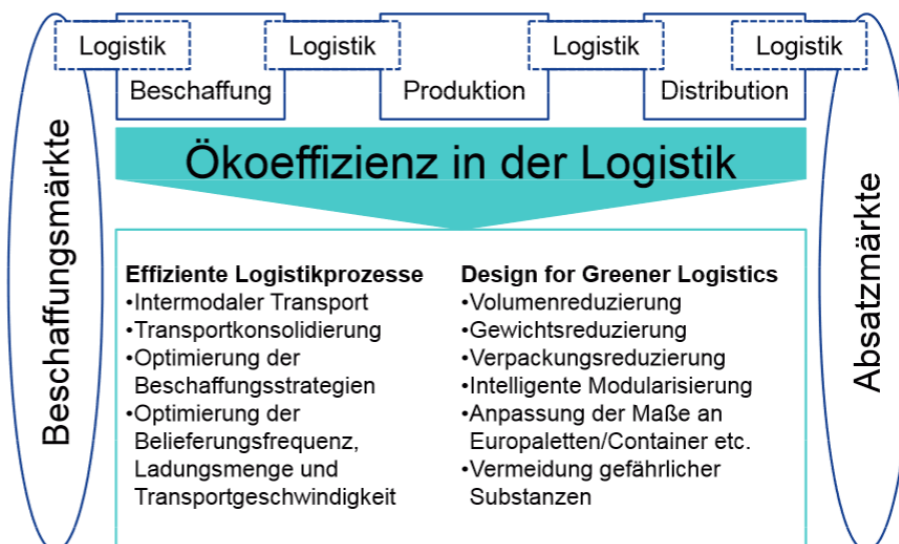 Logistik Logistik Logistik Logistik
Beschaffung Produktion Distribution
Beschaffungsmärkte
Ökoeffizienz in der Logistik
Effiziente Logistikprozesse
•Intermodaler Transport
•Transportkonsolidierung
•Optimierung der
Beschaffungsstrategien
•Optimierung der
Belieferungsfrequenz,
Ladungsmenge und
Transportgeschwindigkeit
Design for Greener Logistics
•Volumenreduzierung
•Gewichtsreduzierung
•Verpackungsreduzierung
•Intelligente Modularisierung
•Anpassung der Maße an
Europaletten/Container etc.
•Vermeidung gefährlicher
Substanzen
Absatzmärkte